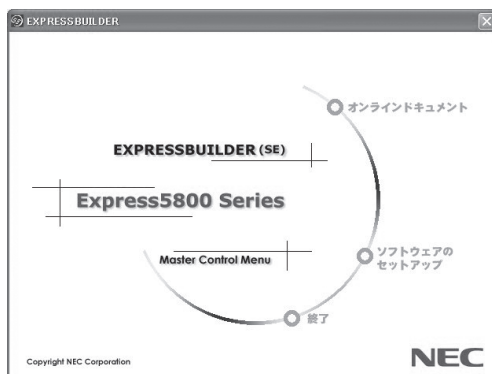 EXPRESSBUILDER
オンラインドキュメント
EXPRESSBUILDER (SE)
Express5800 Series
Master Control Menu
ソフトウェアの
セットアップ
終了
Copyright NEC Corporation
NEC